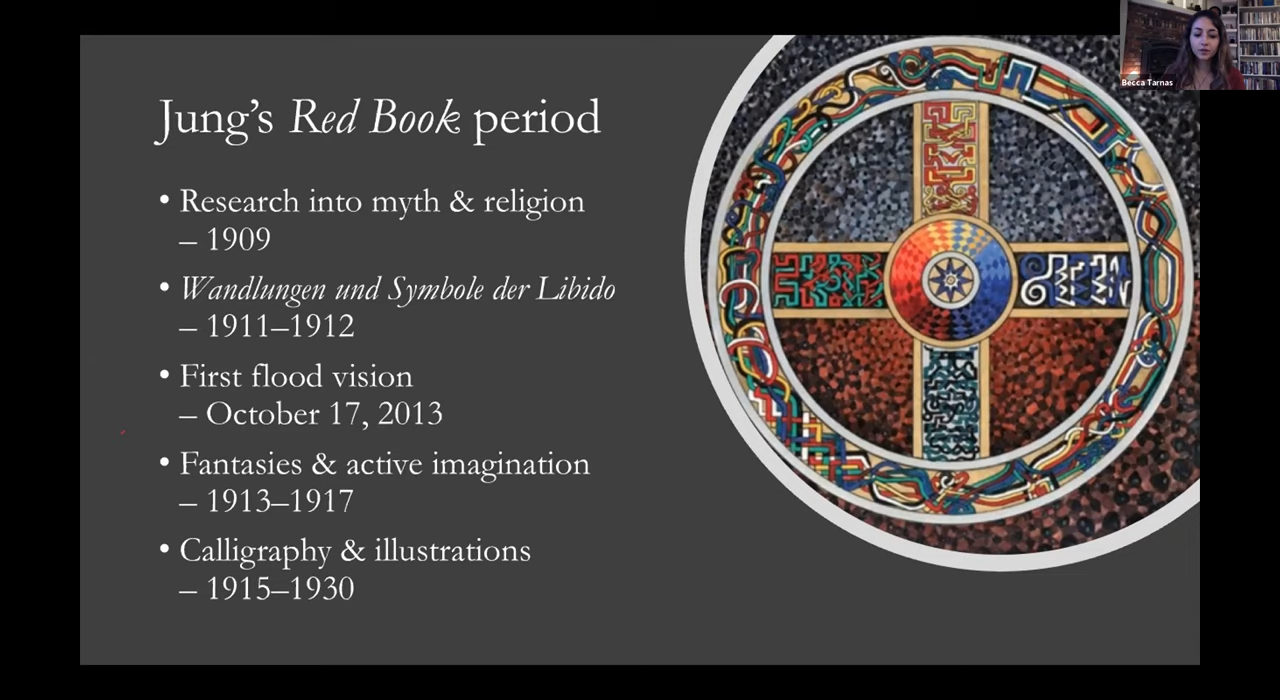 Becca Tarnas
Jung's Red Book period
• Research into myth & religion
– 1909
• Wandlungen und Symbole der Libido
– 1911–1912
• First flood vision
– October 17, 2013
• Fantasies & active imagination
– 1913–1917
• Calligraphy & illustrations
– 1915–1930